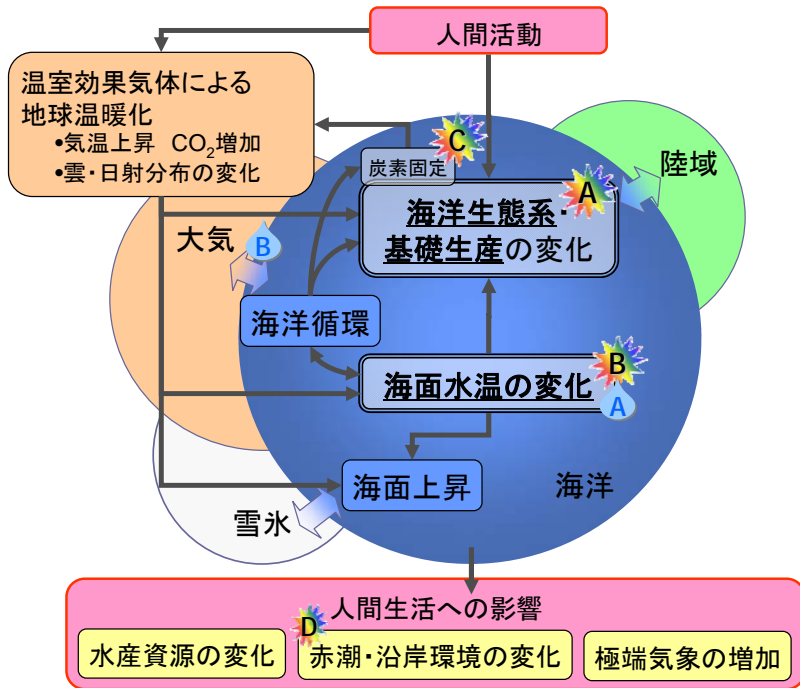 人間活動
温室効果気体による
地球温暖化
•気温上昇 CO₂増加
•雲・日射分布の変化
C
炭素固定
A
陸域
海洋生態系・
基礎生産の変化
大気
B
海洋循環
B
海面水温の変化
A
海面上昇
海洋
雪氷
人間生活への影響
D
水産資源の変化
赤潮・沿岸環境の変化
極端気象の増加